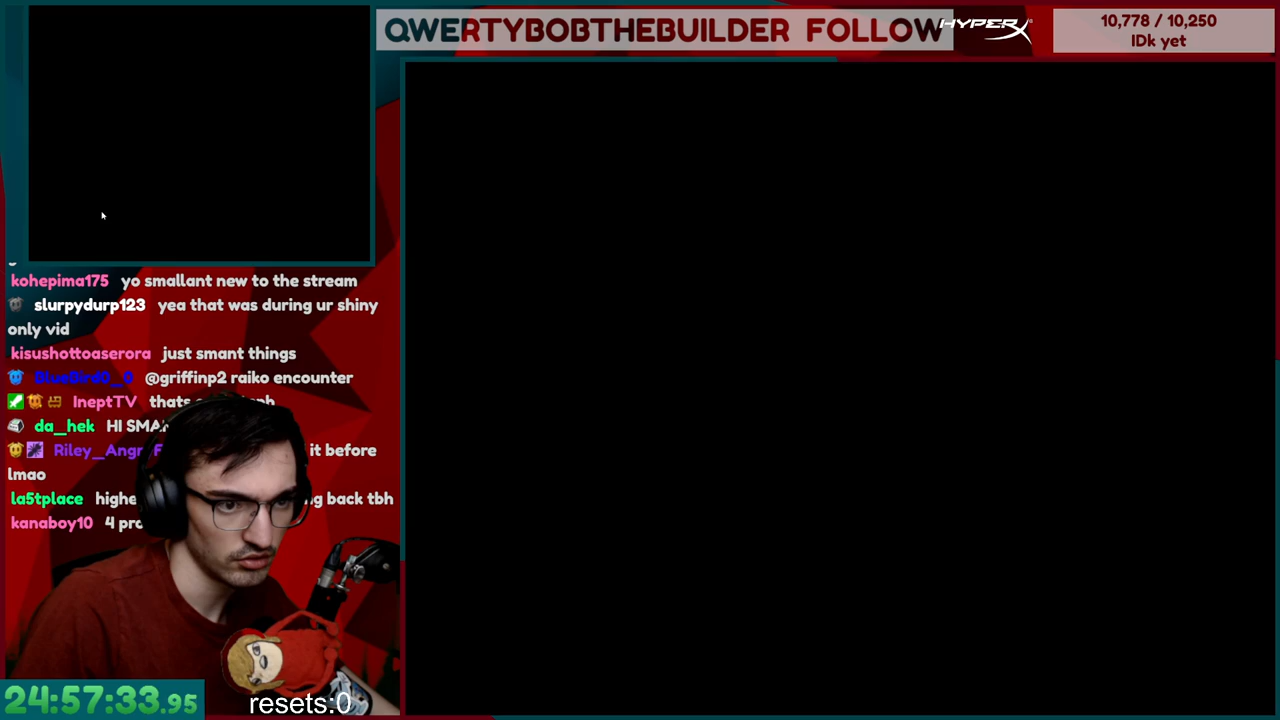 QWERTYBOBTHEBUILDER FOLLOW
HYPERX
10,778 / 10,250
IDk yet
kohepima175 yo smallant new to the stream
slurpydurp123 yea that was during ur shiny
only vid
kisushottoaserora just smant things
BlueBird0_0 @griffinp2 raiko encounter
IneptTV thats
da_hek HI
Riley_Angr it before
lmao
la5tplace back tbh
kanaboy10 4
24:57:33.95
resets:0